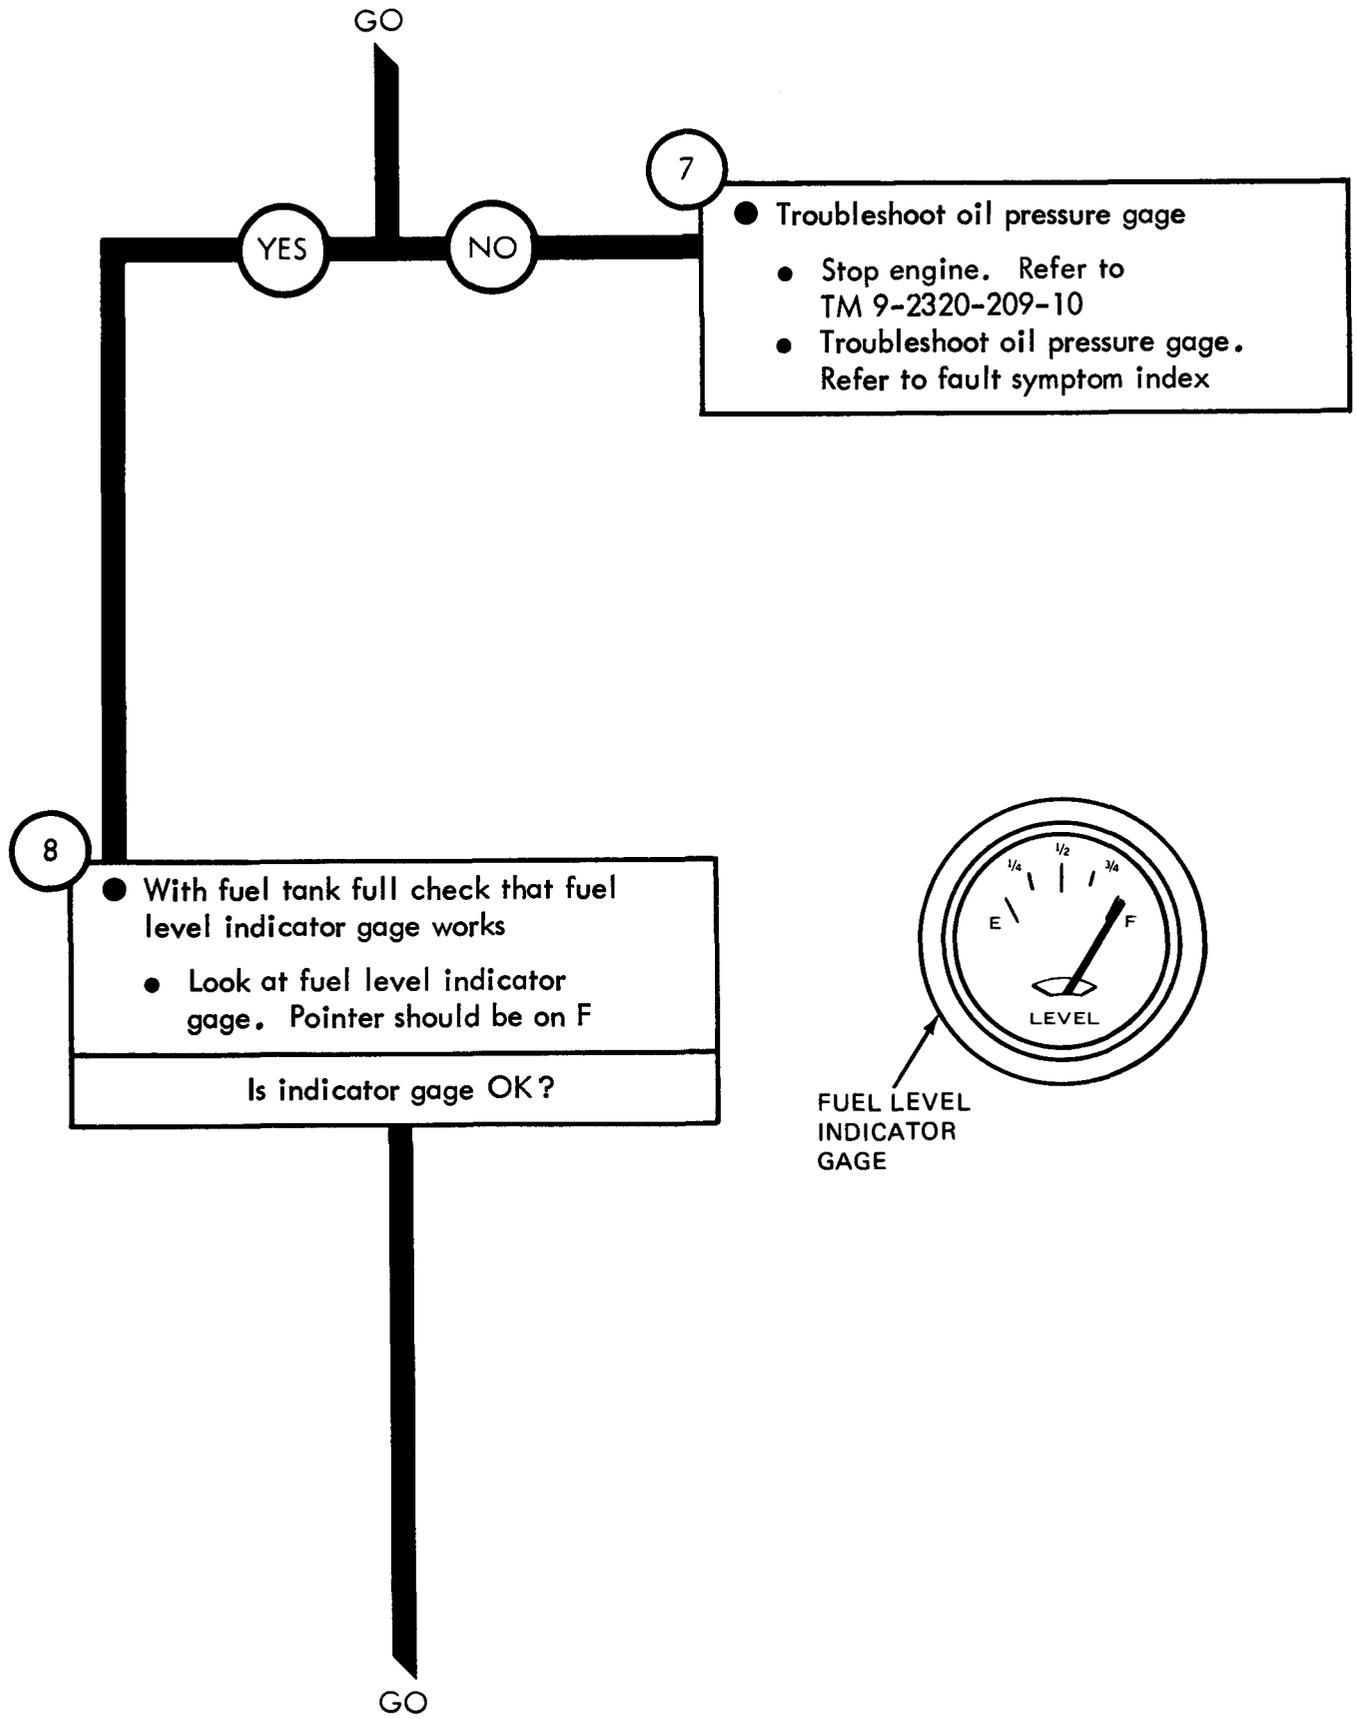 GO
YES
NO
7
● Troubleshoot oil pressure gage
● Stop engine. Refer to
TM 9-2320-209-10
● Troubleshoot oil pressure gage.
Refer to fault symptom index
8
● With fuel tank full check that fuel
level indicator gage works
● Look at fuel level indicator
gage. Pointer should be on F
Is indicator gage OK?
E
1/4
1/2
3/4
F
LEVEL
FUEL LEVEL
INDICATOR
GAGE
GO